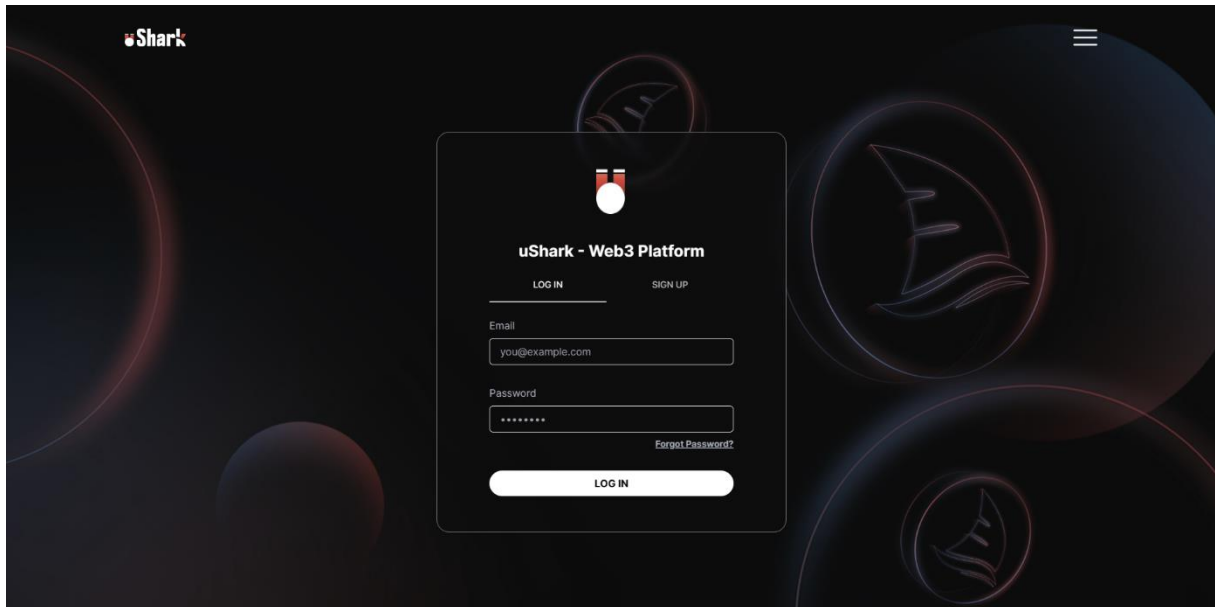 uShark
uShark - Web3 Platform
LOG IN
SIGN UP
Email
you@example.com
Password
••••••••
Forgot Password?
LOG IN